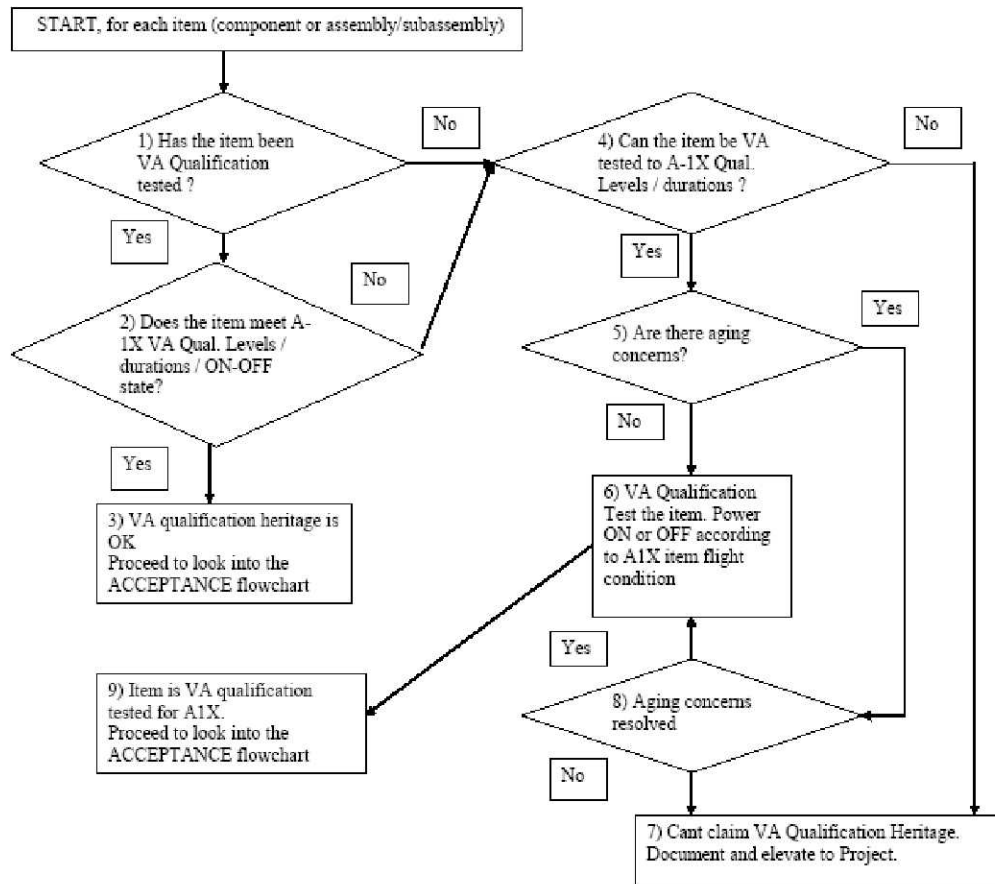 START, for each item (component or assembly/subassembly)
No
No
1) Has the item been
VA Qualification
tested ?
4) Can the item be VA
tested to A-1X Qual.
Levels / durations ?
Yes
Yes
No
Yes
2) Does the item meet A-
1X VA Qual. Levels /
durations / ON-OFF
state?
5) Are there aging
concerns?
No
Yes
3) VA qualification heritage is
OK
Proceed to look into the
ACCEPTANCE flowchart
6) VA Qualification
Test the item. Power
ON or OFF according
to A1X item flight
condition
Yes
9) Item is VA qualification
tested for A1X.
Proceed to look into the
ACCEPTANCE flowchart
8) Aging concerns
resolved
No
7) Cant claim VA Qualification Heritage.
Document and elevate to Project.